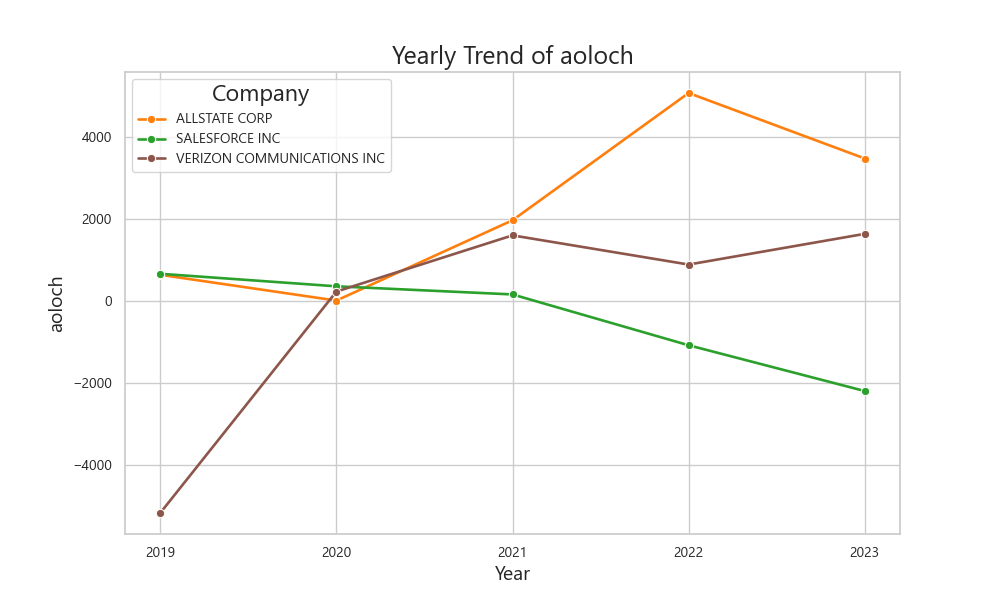 Yearly Trend of aoloch
Company
ALLSTATE CORP
SALESFORCE INC
VERIZON COMMUNICATIONS INC
aoloch
4000
2000
0
−2000
−4000
2019 2020 2021 2022 2023
Year